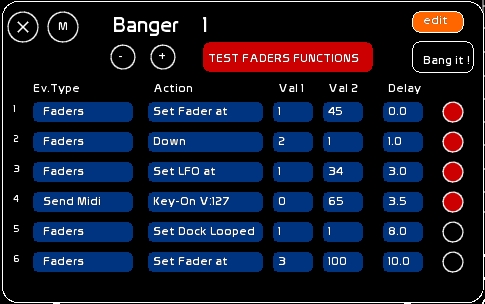 X M Banger 1 edit
- + TEST FADERS FUNCTIONS Bang it !
Ev.Type Action Val 1 Val 2 Delay
1 Faders Set Fader at 1 45 0.0
2 Faders Down 2 1 1.0
3 Faders Set LFO at 1 34 3.0
4 Send Midi Key-On V:127 0 65 3.5
5 Faders Set Dock Looped 1 1 8.0
6 Faders Set Fader at 3 100 10.0